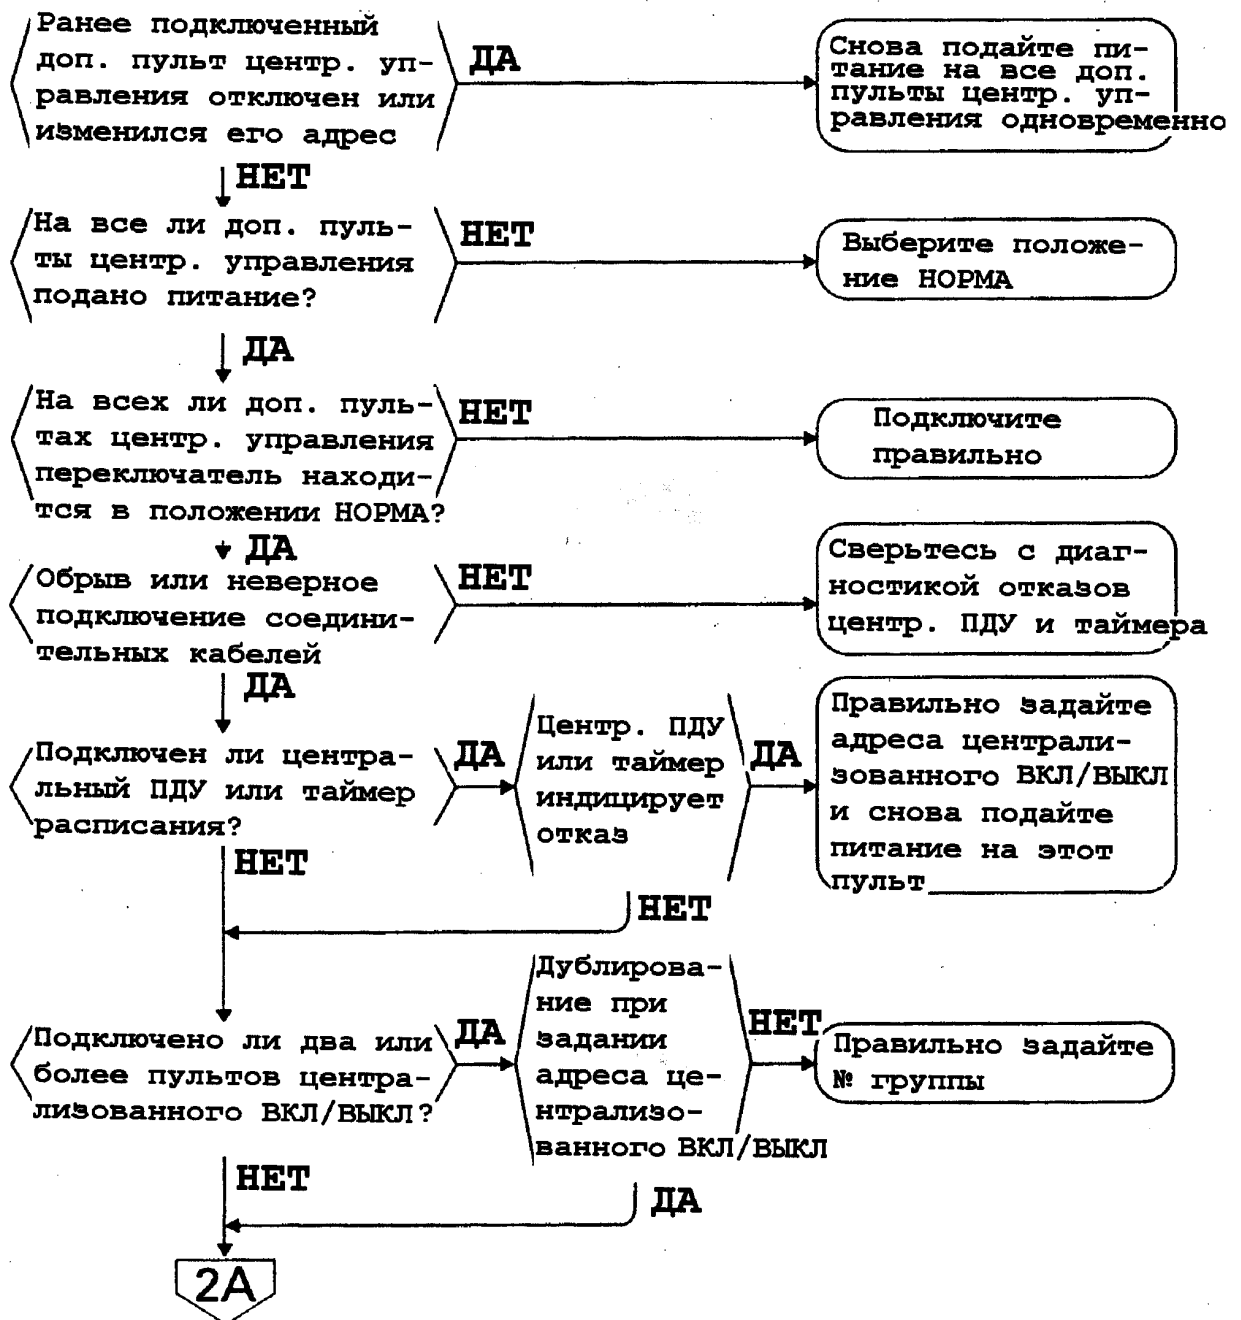 Ранее подключенный
доп. пульт центр. уп-
равления отключен или
изменился его адрес
ДА
Снова подайте пи-
тание на все доп.
пульты центр. уп-
равления одновременно
НЕТ
На все ли доп. пуль-
ты центр. управления
подано питание?
НЕТ
Выберите положе-
ние НОРМА
ДА
На всех ли доп. пуль-
тах центр. управления
переключатель находи-
тся в положении НОРМА?
НЕТ
Подключите
правильно
ДА
Обрыв или неверное
подключение соедини-
тельных кабелей
НЕТ
Сверьтесь с диаг-
ностикой отказов
центр. ПДУ и таймера
ДА
Подключен ли центра-
льный ПДУ или таймер
расписания?
ДА
Центр. ПДУ
или таймер
индицирует
отказ
ДА
Правильно задайте
адреса централи-
зованного ВКЛ/ВЫКЛ
и снова подайте
питание на этот
пульт
НЕТ
НЕТ
Подключено ли два или
более пультов центра-
лизованного ВКЛ/ВЫКЛ?
ДА
Дублирова-
ние при
задании
адреса це-
нтрализо-
ванного ВКЛ/ВЫКЛ
НЕТ
Правильно задайте
№ группы
НЕТ
ДА
2A